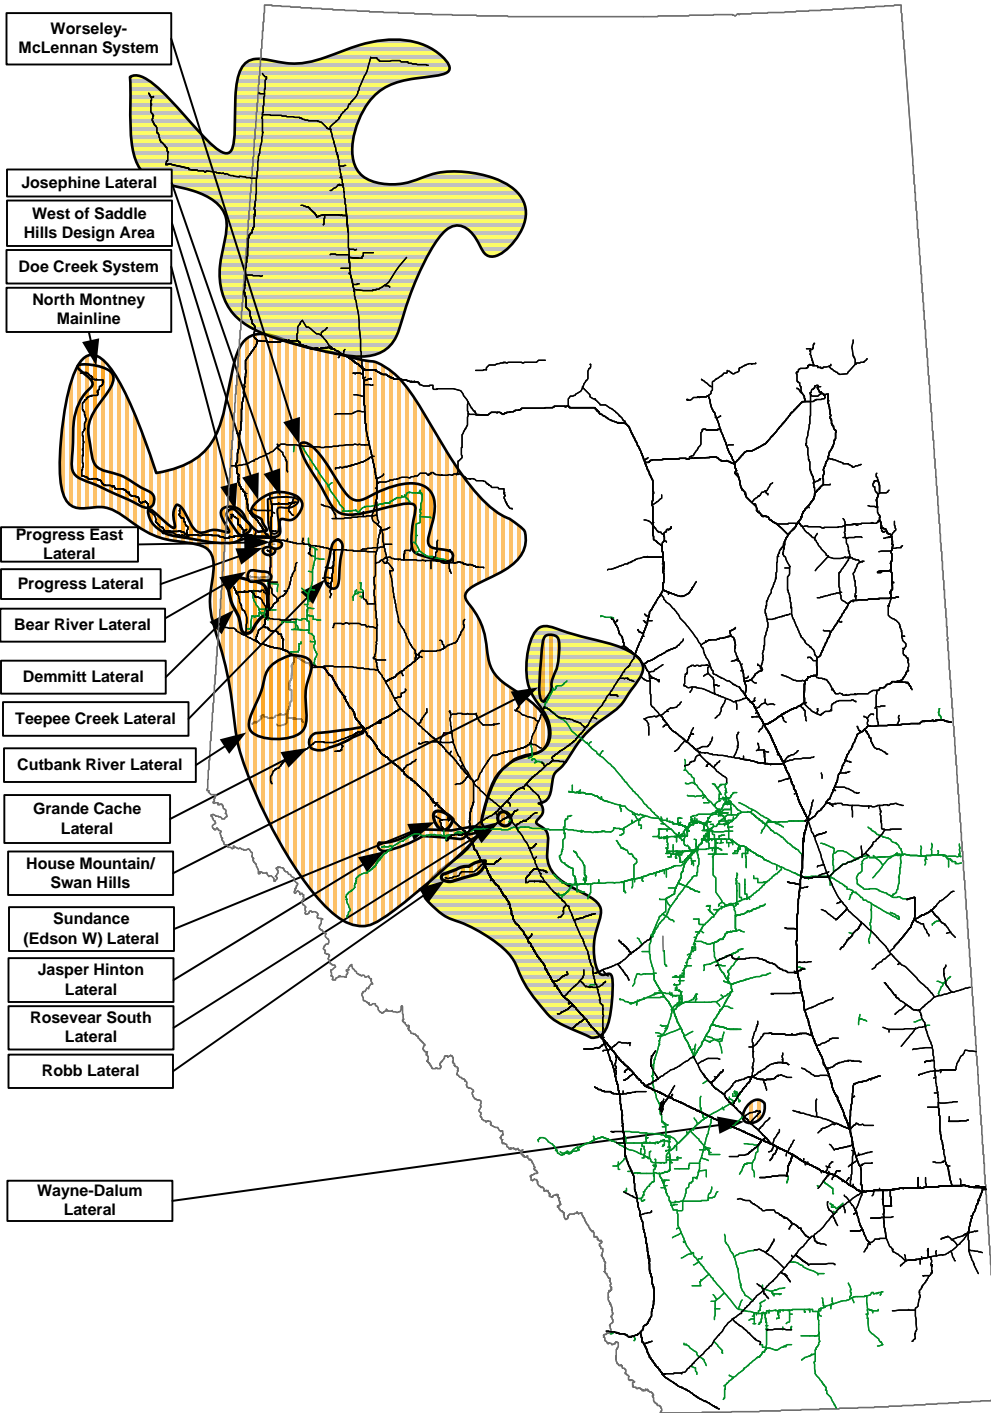 Worseley-
McLennan System
Josephine Lateral
West of Saddle
Hills Design Area
Doe Creek System
North Montney
Mainline
Progress East
Lateral
Progress Lateral
Bear River Lateral
Demmitt Lateral
Teepee Creek Lateral
Cutbank River Lateral
Grande Cache
Lateral
House Mountain/
Swan Hills
Sundance
(Edson W) Lateral
Jasper Hinton
Lateral
Rosevear South
Lateral
Robb Lateral
Wayne-Dalum
Lateral